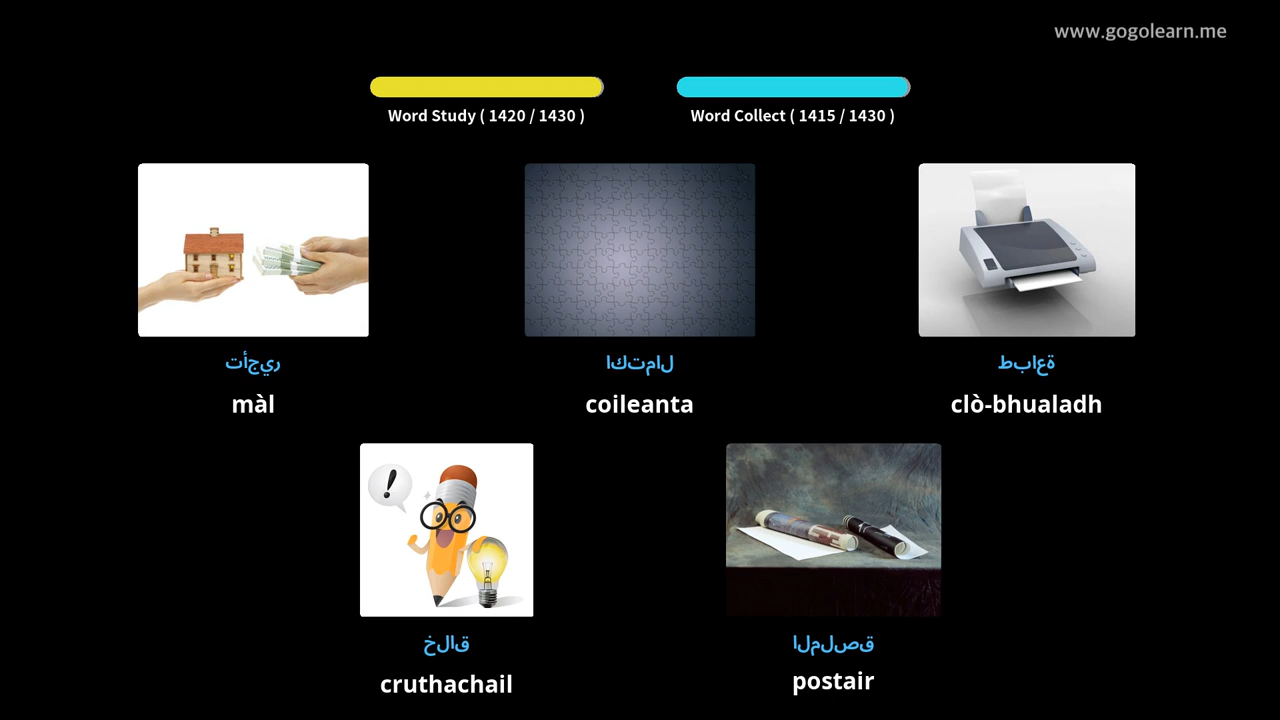 www.gogolearn.me
Word Study ( 1420 / 1430 )
Word Collect ( 1415 / 1430 )
تأجير
اكتمال
طباعة
màl
coileanta
clò-bhualadh
خلاق
الملصق
cruthachail
postair